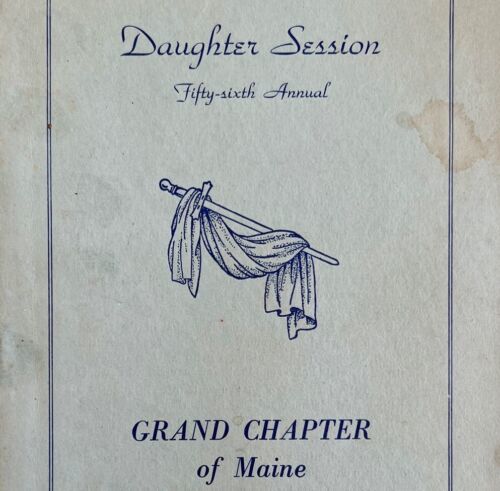 Daughter Session
Fifty-sixth Annual
GRAND CHAPTER
of Maine